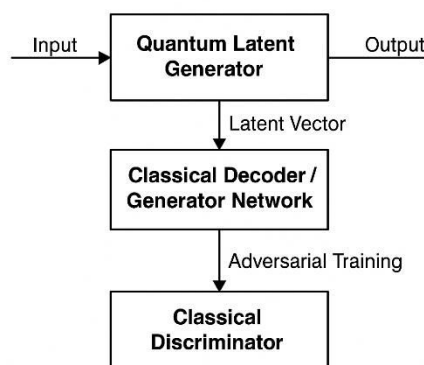 Input
Quantum Latent
Generator
Output
Latent Vector
Classical Decoder /
Generator Network
Adversarial Training
Classical
Discriminator